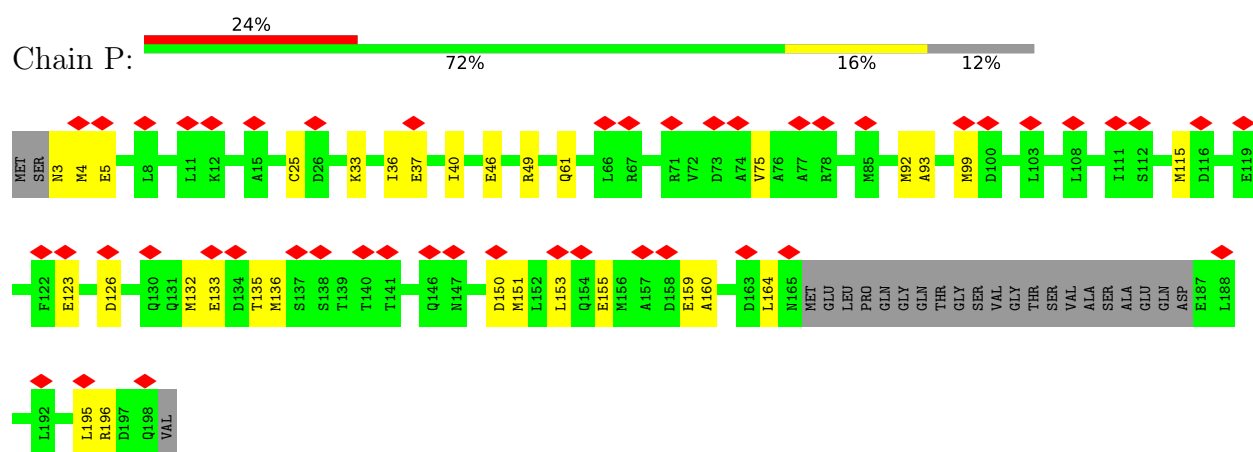 24%
Chain P:
72% 16% 12%
MET SER N3 M4 E5 L8 L11 K12 A15 C25 D26 K33 I36 E37 I40 E46 R49 Q61 L66 R67 R71 V72 D73 A74 V75 A76 A77 R78 M85 M92 A93 M99 D100 L103 L108 I111 S112 M115 D116 E119
F122 E123 D126 Q130 Q131 M132 E133 D134 T135 M136 S137 S138 T139 T140 T141 Q146 N147 D150 M151 L152 L153 Q154 E155 M156 A157 D158 E159 A160 D163 L164 N165 MET GLU LEU PRO GLN GLY GLN THR GLY SER VAL GLY THR SER VAL ALA SER ALA GLU GLN ASP E187 L188
L192 L195 R196 D197 Q198 VAL